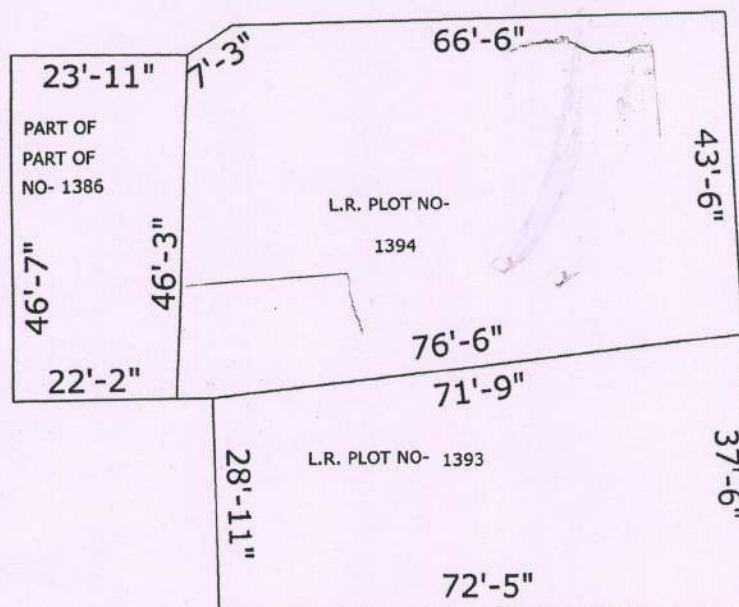 66'-6"
7'-3"
23'-11"
PART OF
PART OF
NO- 1386
43'-6"
L.R. PLOT NO-
1394
46'-7"
46'-3"
76'-6"
22'-2"
71'-9"
L.R. PLOT NO- 1393
37'-6"
28'-11"
72'-5"